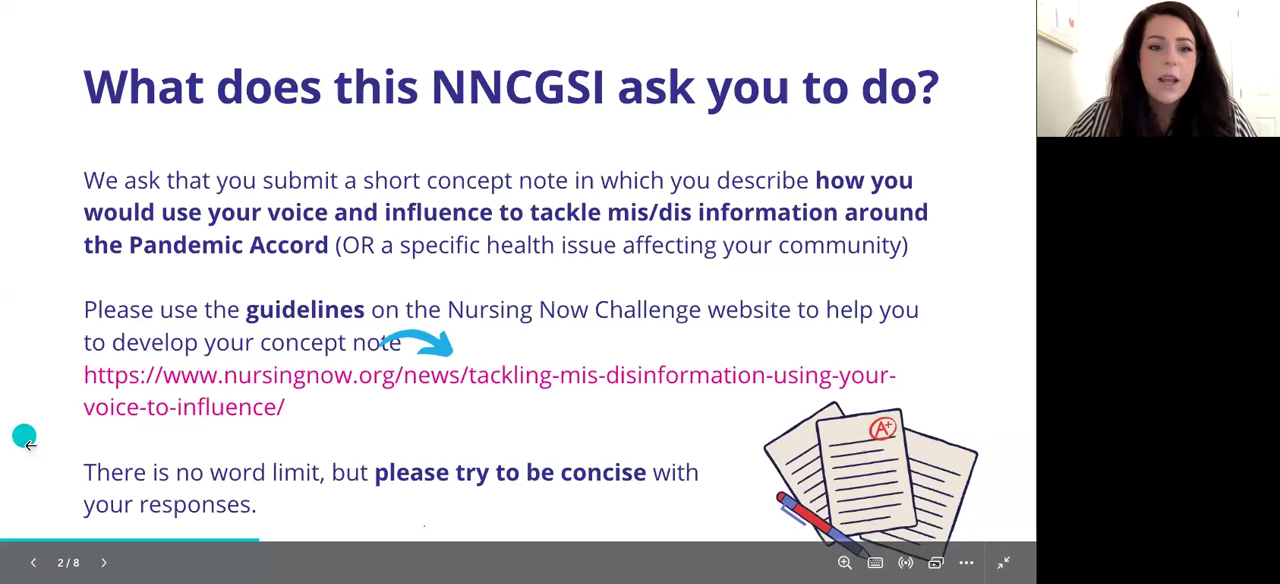 What does this NNCGSI ask you to do?
We ask that you submit a short concept note in which you describe how you
would use your voice and influence to tackle mis/dis information around
the Pandemic Accord (OR a specific health issue affecting your community)
Please use the guidelines on the Nursing Now Challenge website to help you
to develop your concept note
https://www.nursingnow.org/news/tackling-mis-disinformation-using-your-
voice-to-influence/
A+
There is no word limit, but please try to be concise with
your responses.
2 / 8